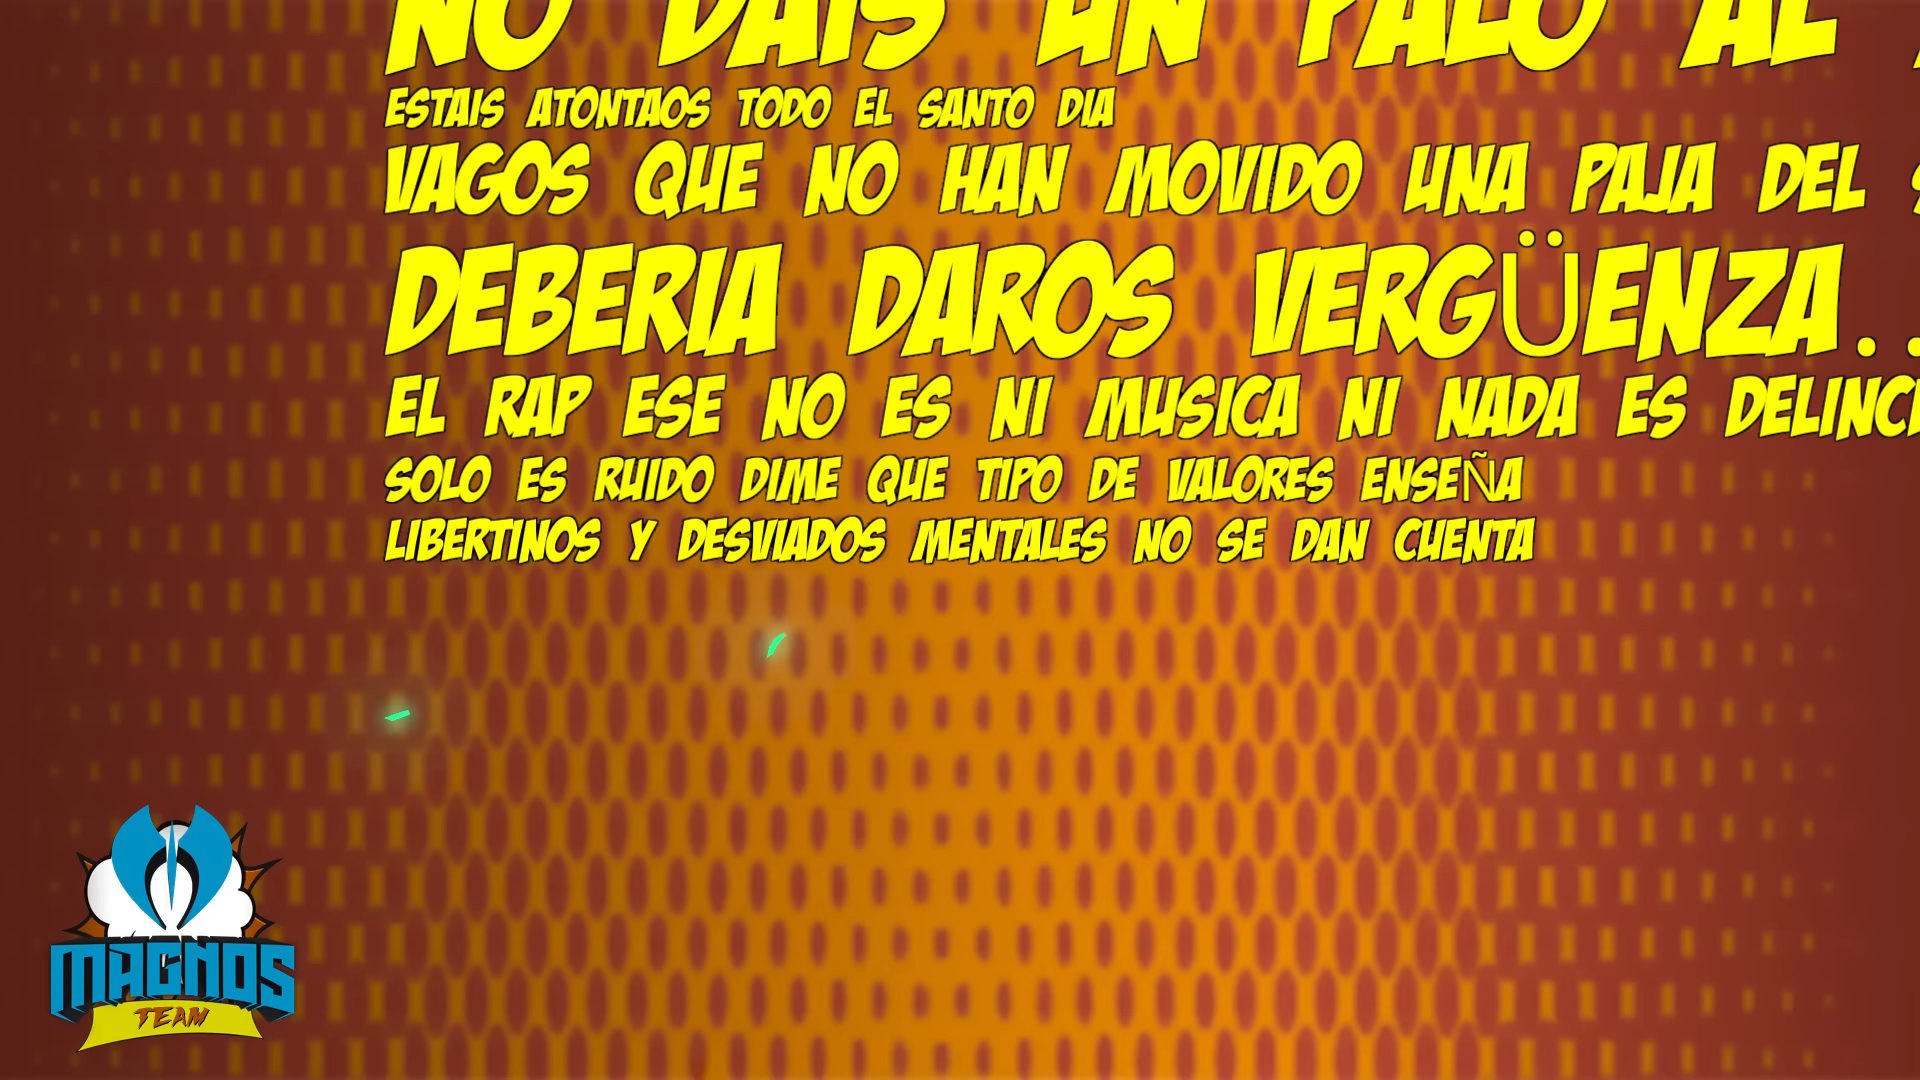 NO DAIS UN PALO AL
ESTAIS ATONTAOS TODO EL SANTO DIA
VAGOS QUE NO HAN MOVIDO UNA PAJA DEL
DEBERIA DAROS VERGÜENZA..
EL RAP ESE NO ES NI MUSICA NI NADA ES
SOLO ES RUIDO DIME QUE TIPO DE VALORES ENSEÑA
LIBERTINOS Y DESVIADOS MENTALES NO SE DAN CUENTA
MAGNOS
TEAM